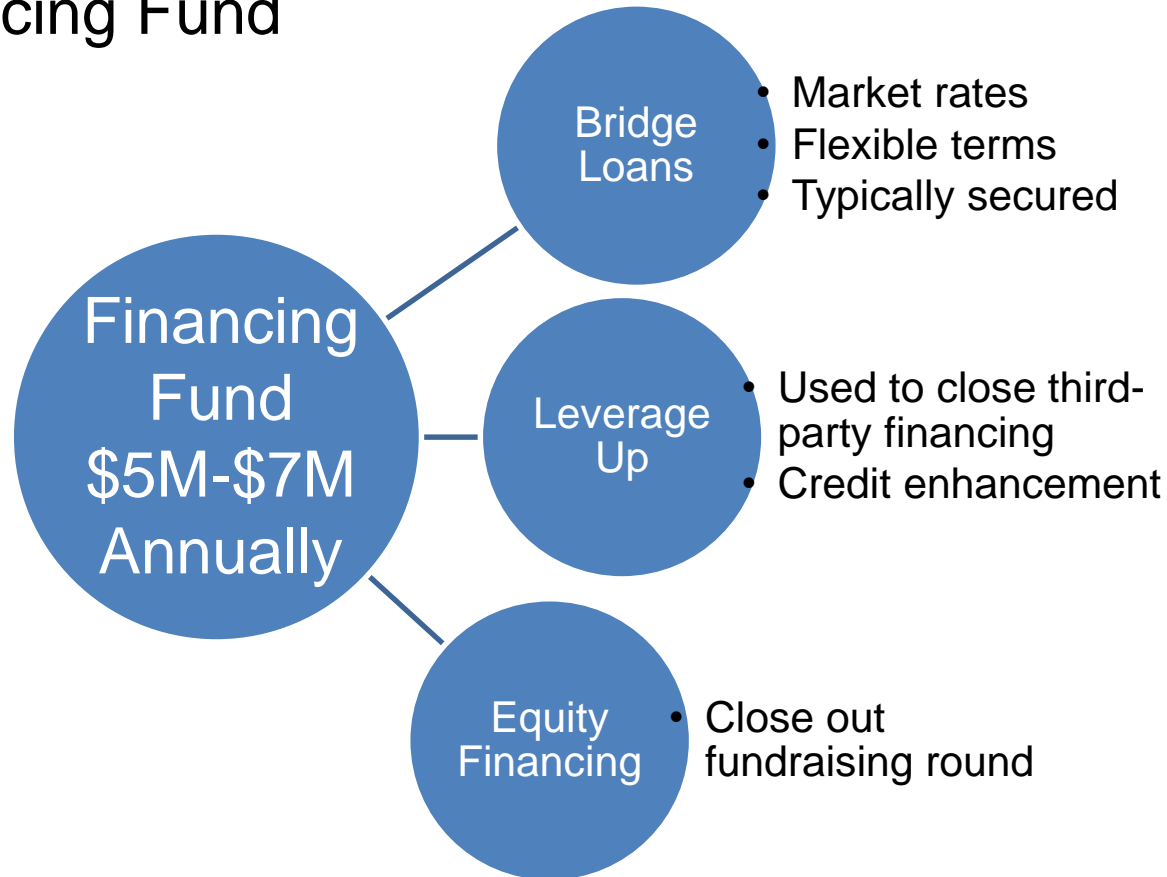 cing Fund
Bridge
Loans
• Market rates
• Flexible terms
• Typically secured
Financing
Fund
$5M-$7M
Annually
Leverage
Up
• Used to close third-
party financing
• Credit enhancement
Equity
Financing
• Close out
fundraising round